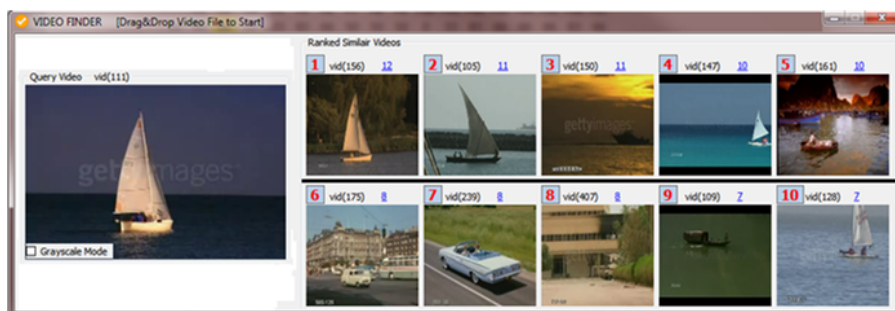 VIDEO FINDER [Drag&Drop Video File to Start]
Ranked Similair Videos
Query Video vid(111)
gettyimages
Grayscale Mode
1 vid(156) 12
2 vid(105) 11
3 vid(150) 11
4 vid(147) 10
5 vid(161) 10
gettyimages
6 vid(175) 8
7 vid(239) 8
8 vid(407) 8
9 vid(109) 7
10 vid(128) 7